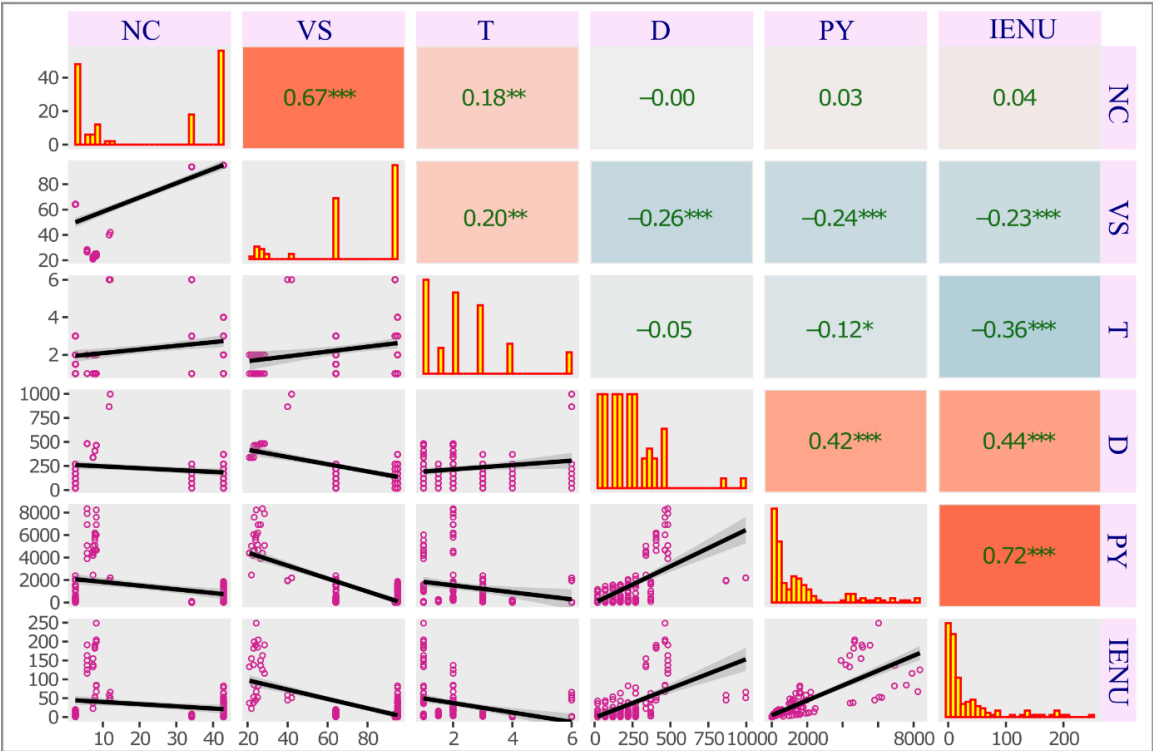 NC VS T D PY IENU
40 20 0 0.67*** 0.18** −0.00 0.03 0.04 NC
80 60 40 20 0.20** −0.26*** −0.24*** −0.23*** VS
6 4 2 −0.05 −0.12* −0.36*** T
1000 750 500 250 0 0.42*** 0.44*** D
8000 6000 4000 2000 0 0.72*** PY
250 200 150 100 50 0 IENU
10 20 30 40 20 40 60 80 2 4 6 0 250 500 750 1000 0 2000 6000 0 100 200